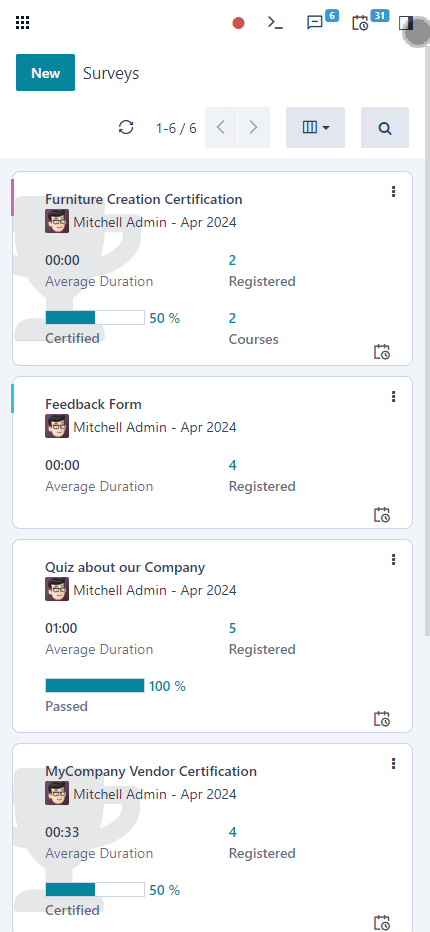 6
31
New
Surveys
1-6 / 6
Furniture Creation Certification
Mitchell Admin - Apr 2024
00:00
2
Average Duration
Registered
50 %
2
Certified
Courses
Feedback Form
Mitchell Admin - Apr 2024
00:00
4
Average Duration
Registered
Quiz about our Company
Mitchell Admin - Apr 2024
01:00
5
Average Duration
Registered
100 %
Passed
MyCompany Vendor Certification
Mitchell Admin - Apr 2024
00:33
4
Average Duration
Registered
50 %
Certified